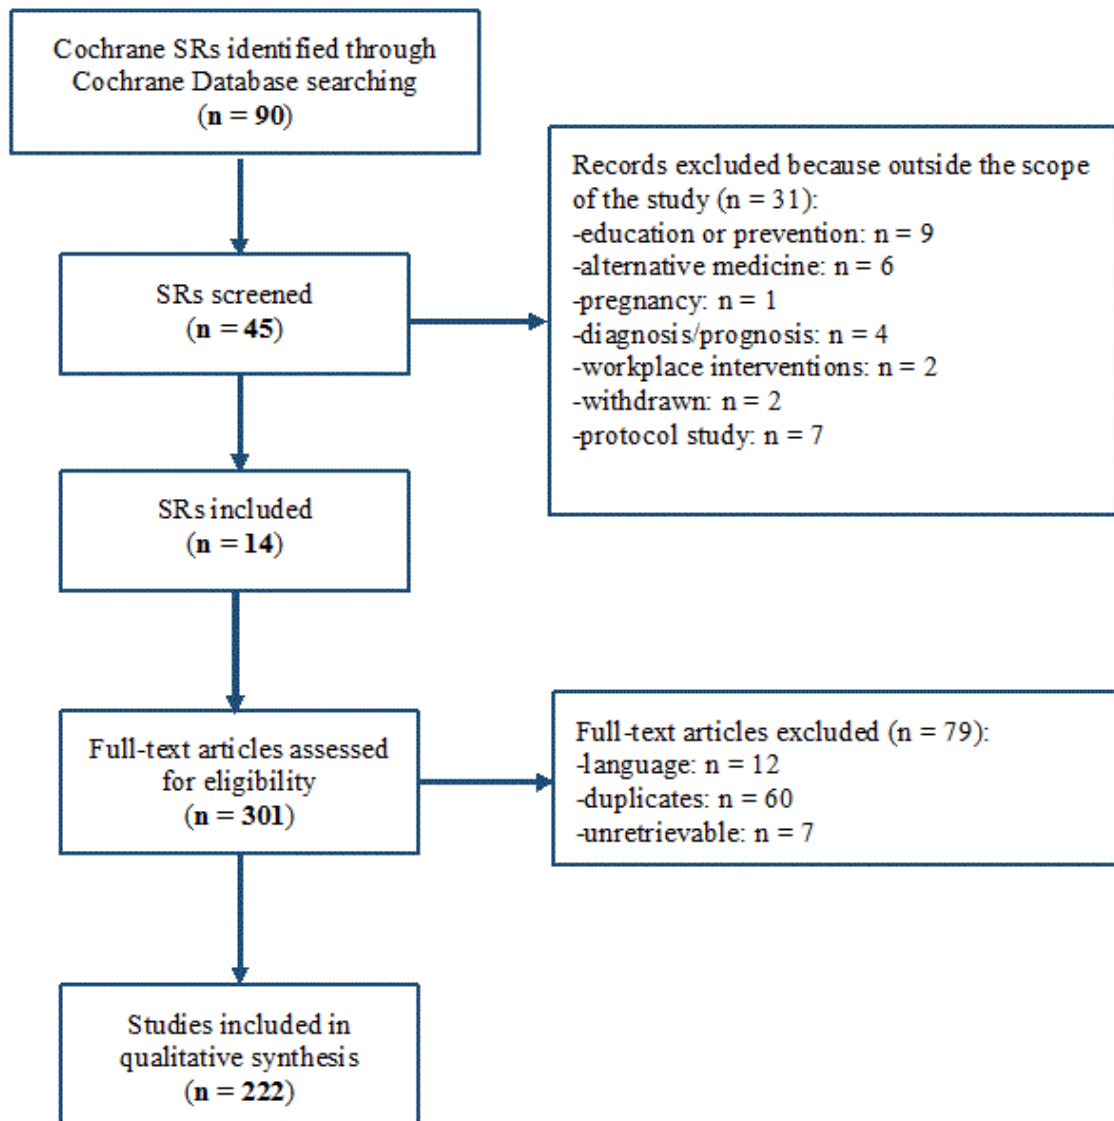 Cochrane SRs identified through
Cochrane Database searching
(n = 90)
Records excluded because outside the scope
of the study (n = 31):
-education or prevention: n = 9
-alternative medicine: n = 6
-pregnancy: n = 1
-diagnosis/prognosis: n = 4
-workplace interventions: n = 2
-withdrawn: n = 2
-protocol study: n = 7
SRs screened
(n = 45)
SRs included
(n = 14)
Full-text articles assessed
for eligibility
(n = 301)
Full-text articles excluded (n = 79):
-language: n = 12
-duplicates: n = 60
-unretrievable: n = 7
Studies included in
qualitative synthesis
(n = 222)